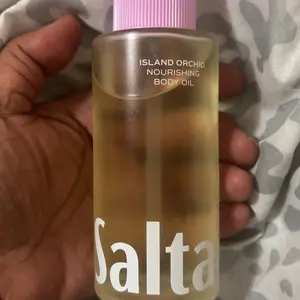 ISLAND ORCHID
NOURISHING
BODY OIL
Salta